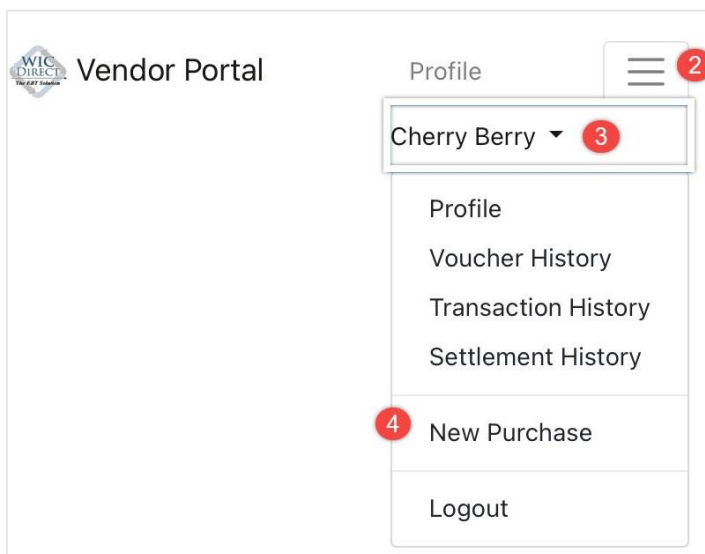 WIC
DIRECT
The EBT Solution
Vendor Portal
Profile
2
Cherry Berry
3
Profile
Voucher History
Transaction History
Settlement History
4
New Purchase
Logout